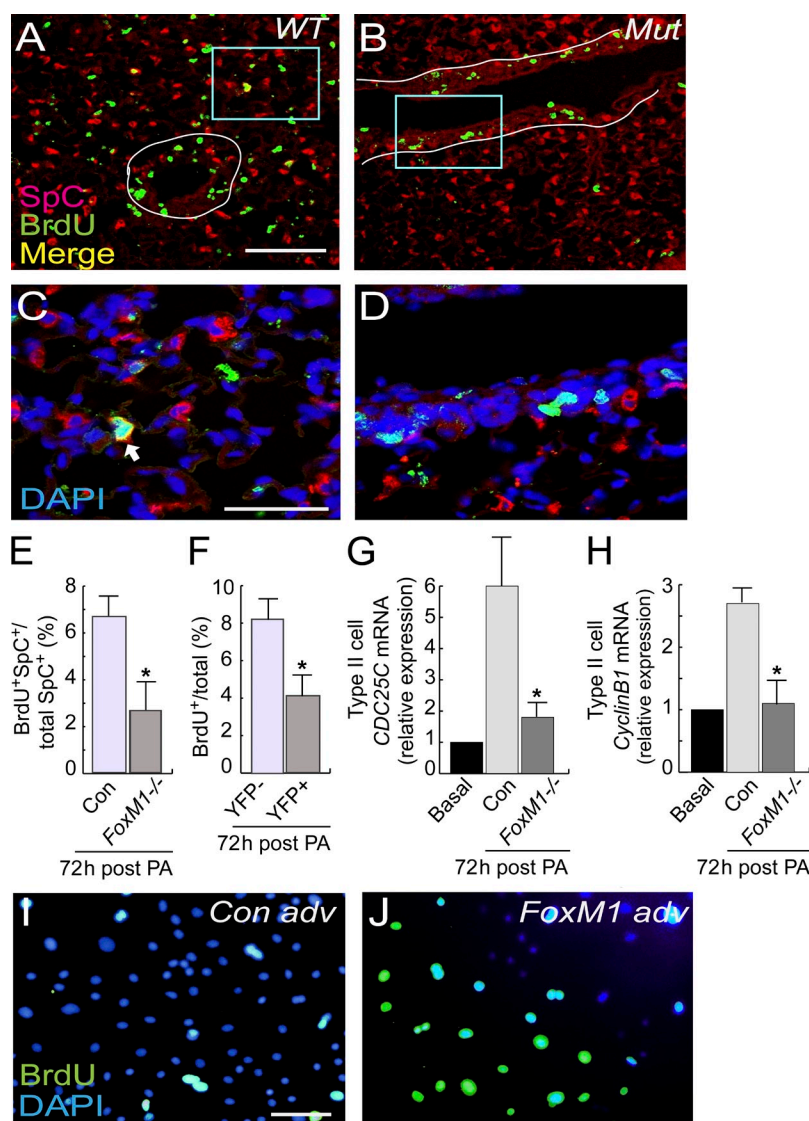 A
WT
SpC
BrdU
Merge
B
Mut
C
DAPI
D
E
BrdU+SpC+/
total SpC+ (%)
8
6
4
2
0
Con
FoxM1-/-
72h post PA
*
F
BrdU+/total (%)
10
8
6
4
2
0
YFP-
YFP+
72h post PA
*
G
Type II cell
CDC25C mRNA
(relative expression)
6
5
4
3
2
1
0
Basal
Con
FoxM1-/-
72h post PA
*
H
Type II cell
CyclinB1 mRNA
(relative expression)
3
2
1
0
Basal
Con
FoxM1-/-
72h post PA
*
I
Con adv
BrdU
DAPI
J
FoxM1 adv